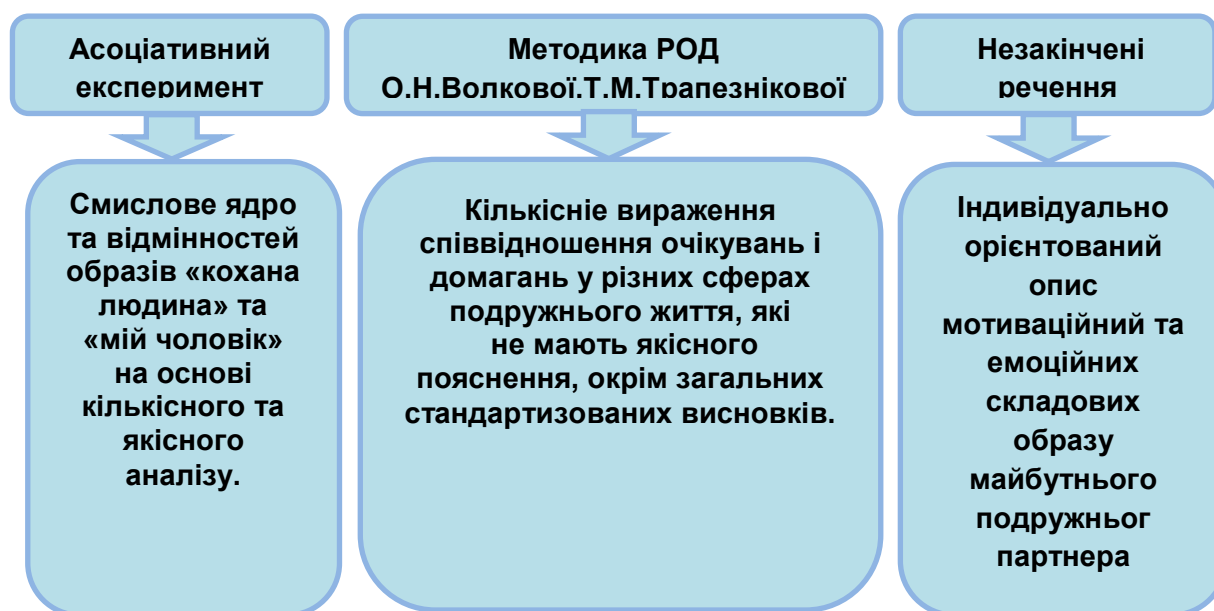 Асоціативний
експеримент
Смислове ядро
та відмінностей
образів «кохана
людина» та
«мій чоловік»
на основі
кількісного та
якісного
аналізу.
Методика РОД
О.Н.Волкової.Т.М.Трапезнікової
Кількісніе вираження
співвідношення очікувань і
домагань у різних сферах
подружнього життя, які
не мають якісного
пояснення, окрім загальних
стандартизованих висновків.
Незакінчені
речення
Індивідуально
орієнтований
опис
мотиваційний та
емоційних
складових
образу
майбутнього
подружньог
партнера